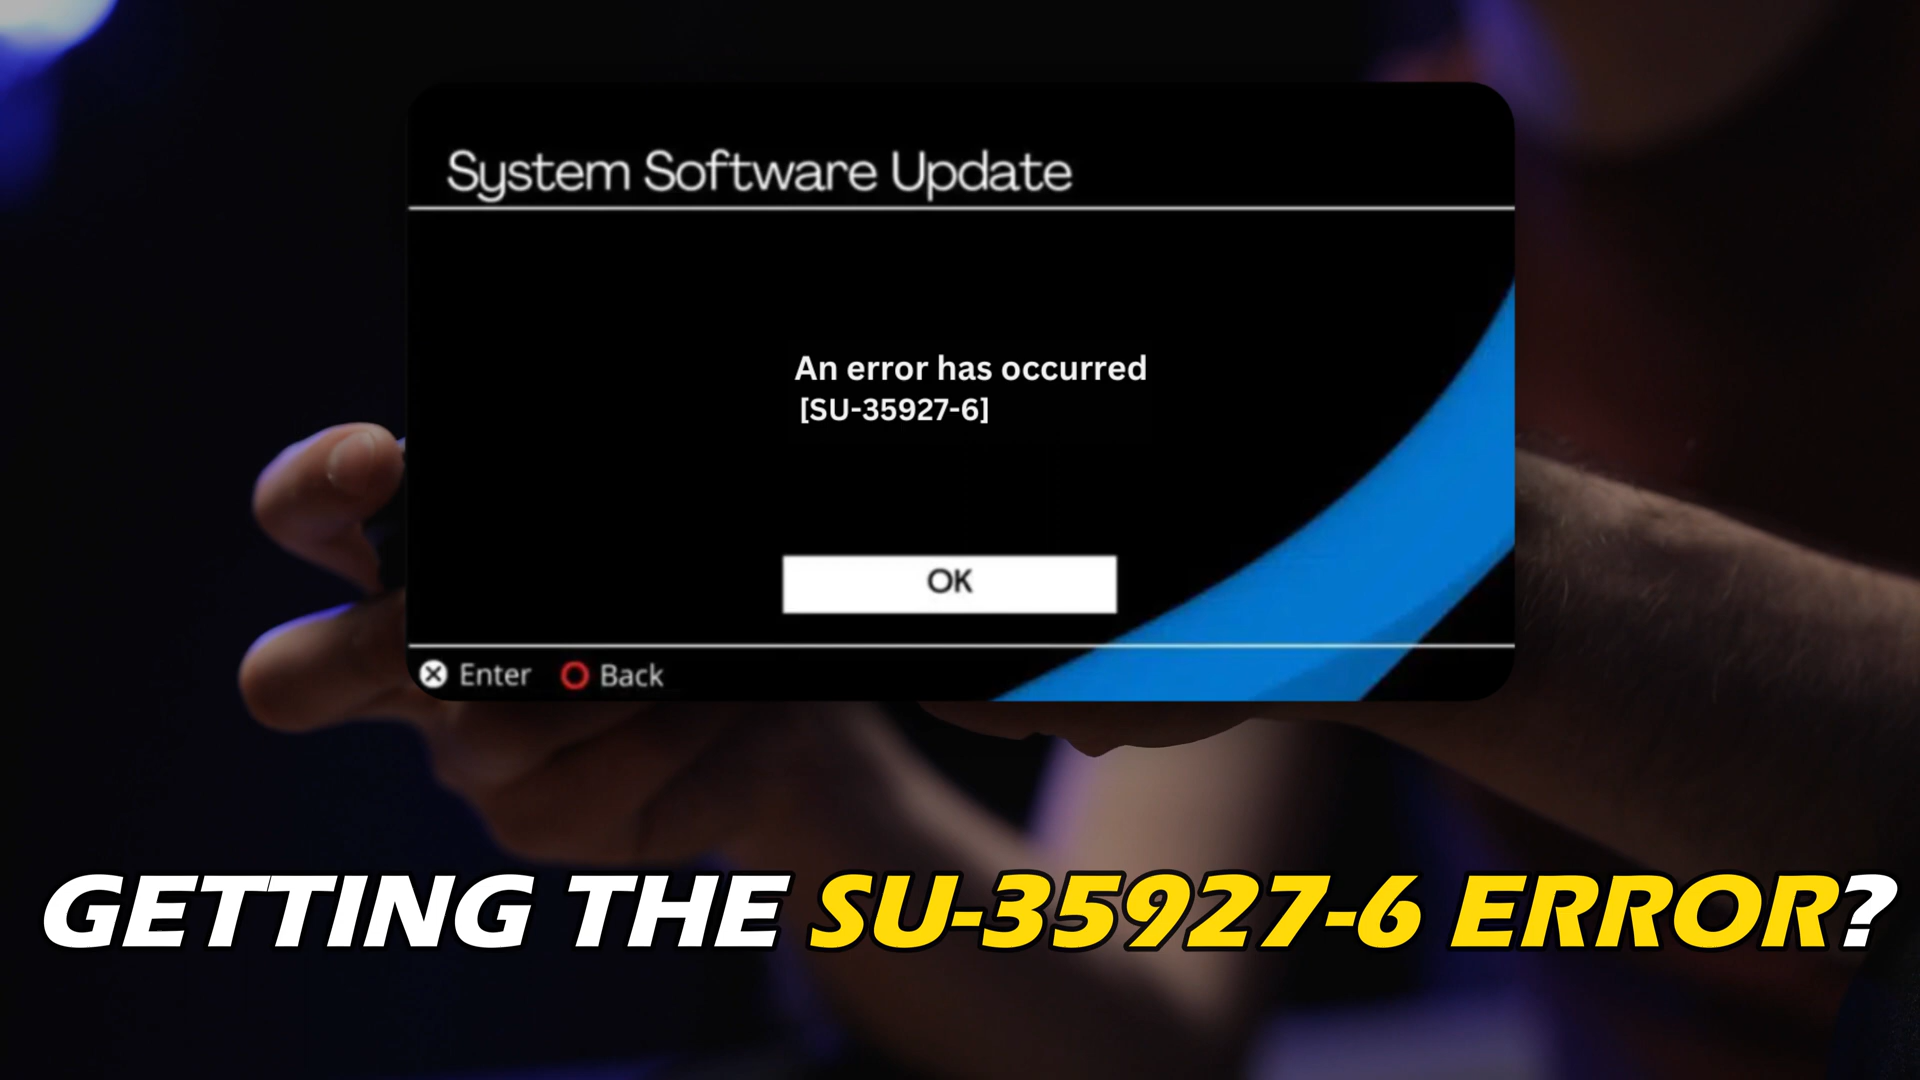 System Software Update
An error has occurred
[SU-35927-6]
OK
Enter Back
GETTING THE SU-35927-6 ERROR?